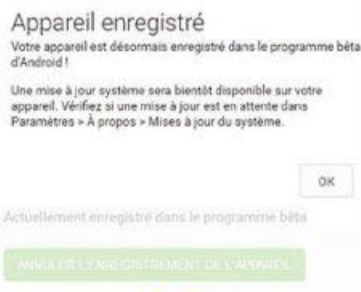 Appareil enregistré
Votre appareil est désormais enregistré dans le programme bêta
d'Android !
Une mise à jour système sera bientôt disponible sur votre
appareil. Vérifiez si une mise à jour est en attente dans
Paramètres > À propos > Mises à jour du système.
OK
Actuellement enregistré dans le programme bêta
ANNULER L'ENREGISTREMENT DE L'APPAREIL